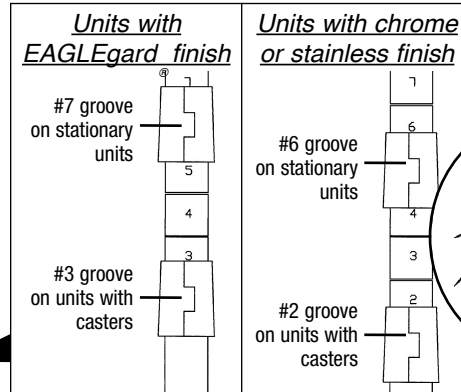 Units with
EAGLEgard finish
®
#7 groove
on stationary
units
5
4
3
#3 groove
on units with
casters
Units with chrome
or stainless finish
7
6
#6 groove
on stationary
units
4
3
2
#2 groove
on units with
casters